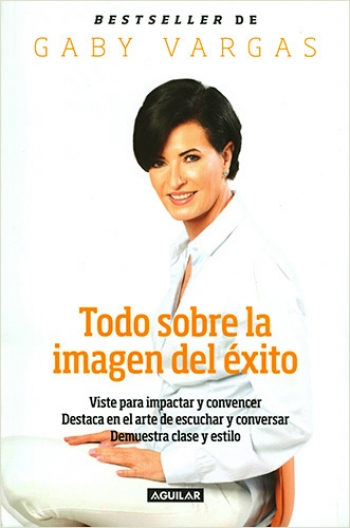 BESTSELLER DE
GABY VARGAS
Todo sobre la
imagen del éxito
Viste para impactar y convencer
Destaca en el arte de escuchar y conversar
Demuestra clase y estilo
AGUILAR